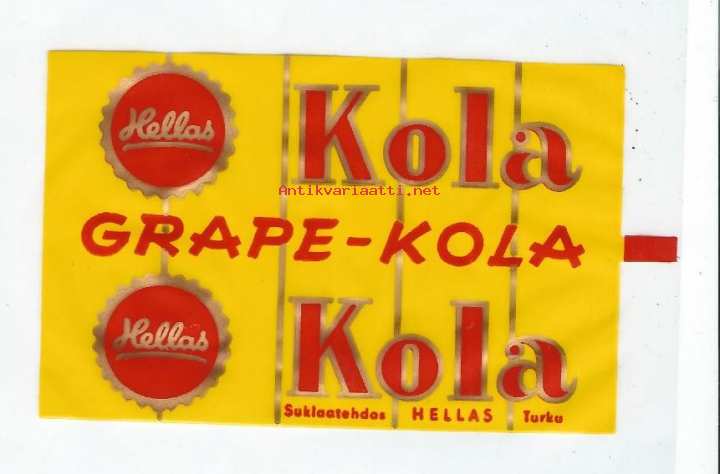 Hellas Kola
Antikvariaatti.net
GRAPE-KOLA
Hellas Kola
Suklaatehdas HELLAS Turku